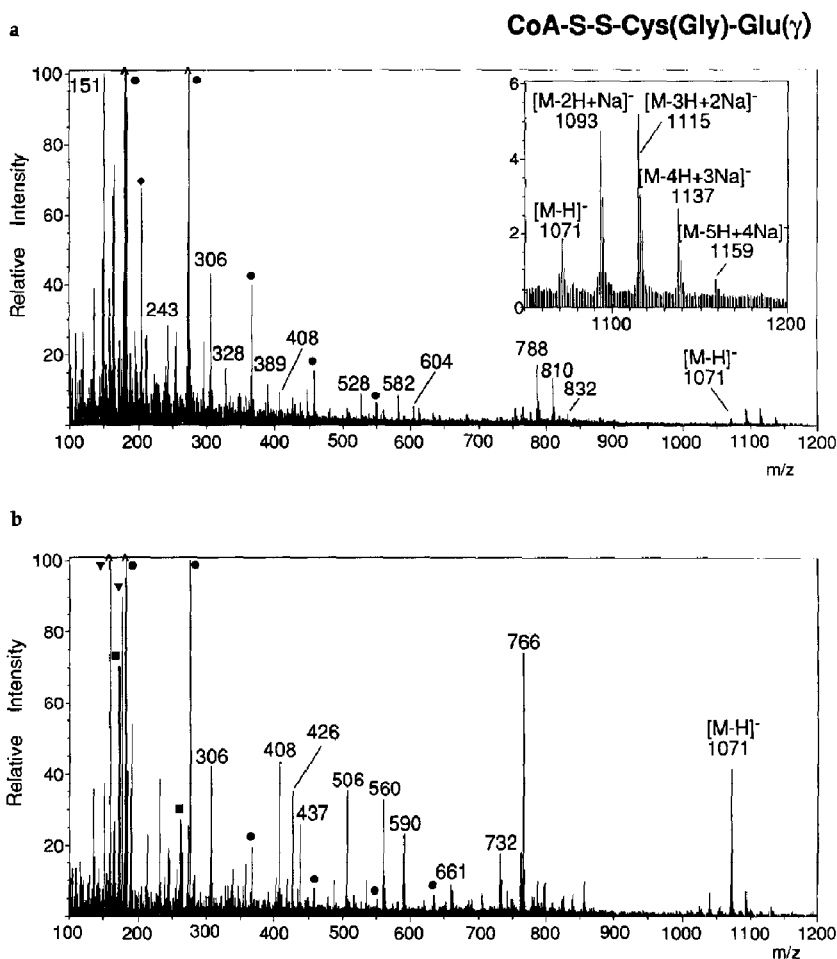 a
CoA-S-S-Cys(Gly)-Glu(γ)
100
80
60
40
20
Relative Intensity
151
243
306
328
389
408
528
582
604
788
810
832
[M-H]⁻
1071
100 200 300 400 500 600 700 800 900 1000 1100 1200
m/z
6
4
2
0
[M-2H+Na]⁻
1093
[M-3H+2Na]⁻
1115
[M-4H+3Na]⁻
1137
[M-H]⁻
1071
[M-5H+4Na]⁻
1159
1100 1200
b
100
80
60
40
20
Relative Intensity
306
408
426
437
506
560
590
661
732
766
[M-H]⁻
1071
100 200 300 400 500 600 700 800 900 1000 1100 1200
m/z